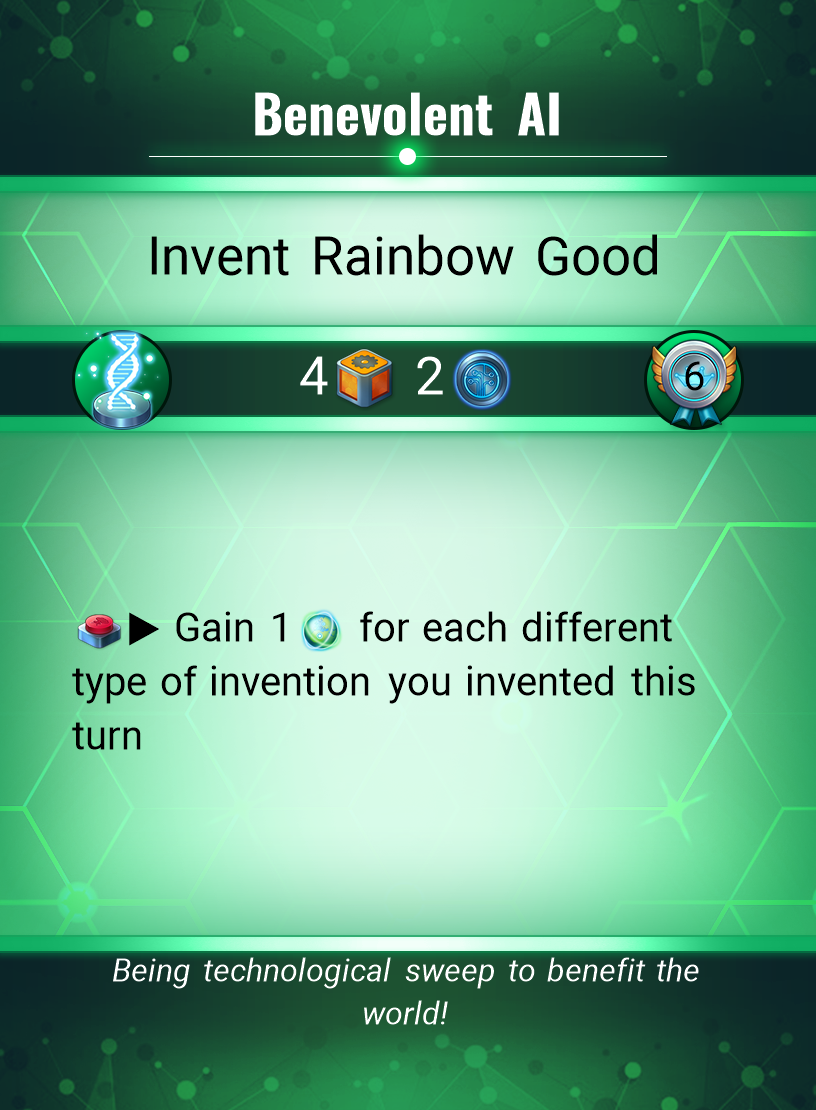 Benevolent AI
Invent Rainbow Good
4 2 6
▶ Gain 1 for each different
type of invention you invented this
turn
Being technological sweep to benefit the
world!